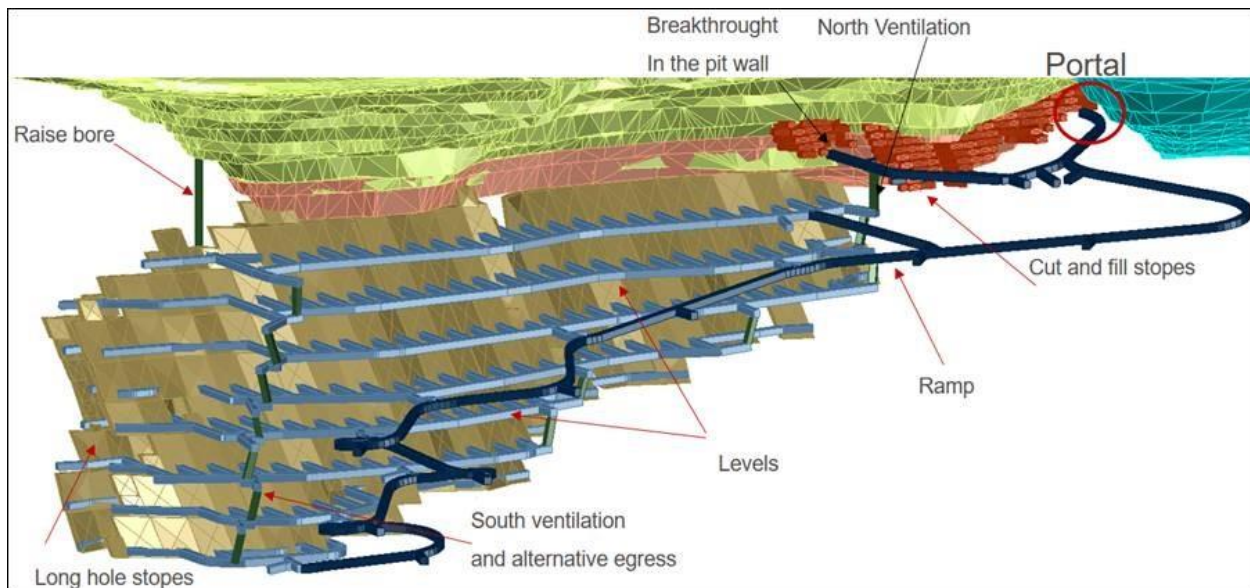 Breakthrought
In the pit wall
North Ventilation
Portal
Raise bore
Cut and fill stopes
Ramp
Levels
South ventilation
and alternative egress
Long hole stopes